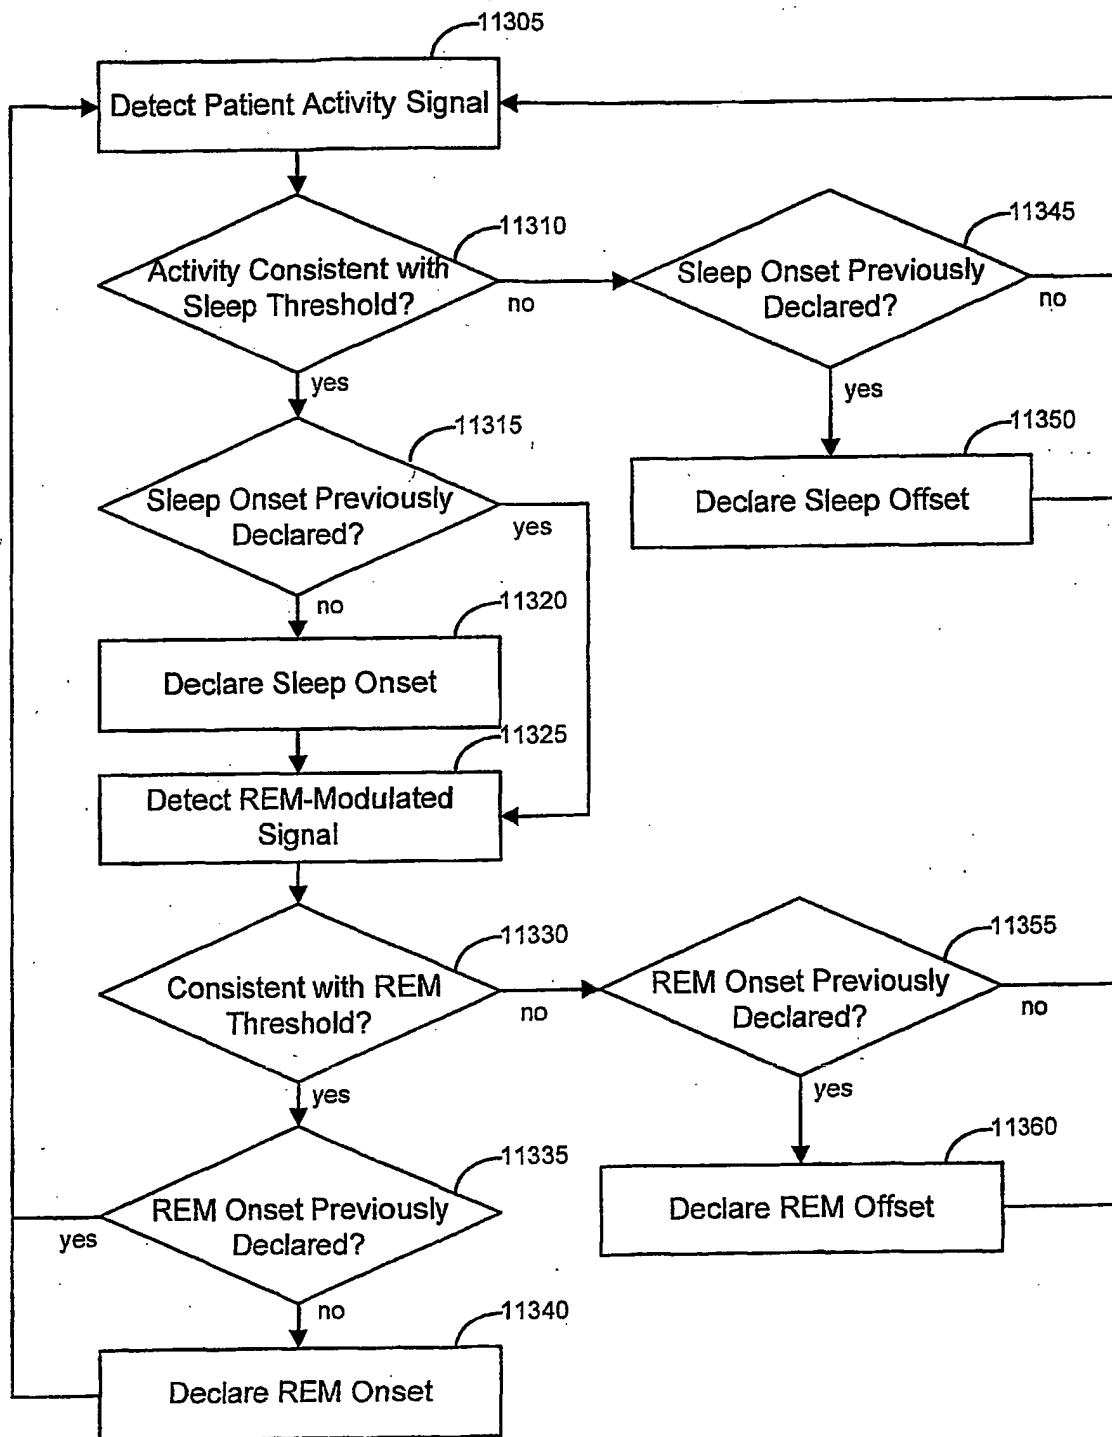 11305
Detect Patient Activity Signal
11310
Activity Consistent with
Sleep Threshold?
no
yes
11345
Sleep Onset Previously
Declared?
no
yes
11315
Sleep Onset Previously
Declared?
yes
no
11350
Declare Sleep Offset
11320
Declare Sleep Onset
11325
Detect REM-Modulated
Signal
11330
Consistent with REM
Threshold?
no
yes
11355
REM Onset Previously
Declared?
no
yes
11335
REM Onset Previously
Declared?
yes
no
11360
Declare REM Offset
11340
Declare REM Onset